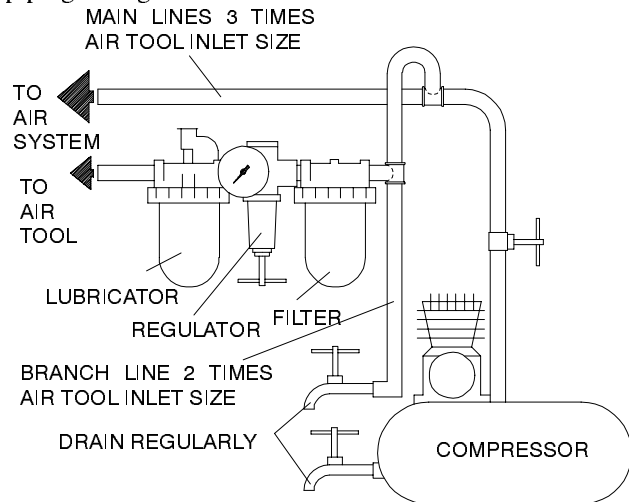 MAIN LINES 3 TIMES
AIR TOOL INLET SIZE
TO
AIR
SYSTEM
TO
AIR
TOOL
LUBRICATOR
REGULATOR
FILTER
BRANCH LINE 2 TIMES
AIR TOOL INLET SIZE
DRAIN REGULARLY
COMPRESSOR